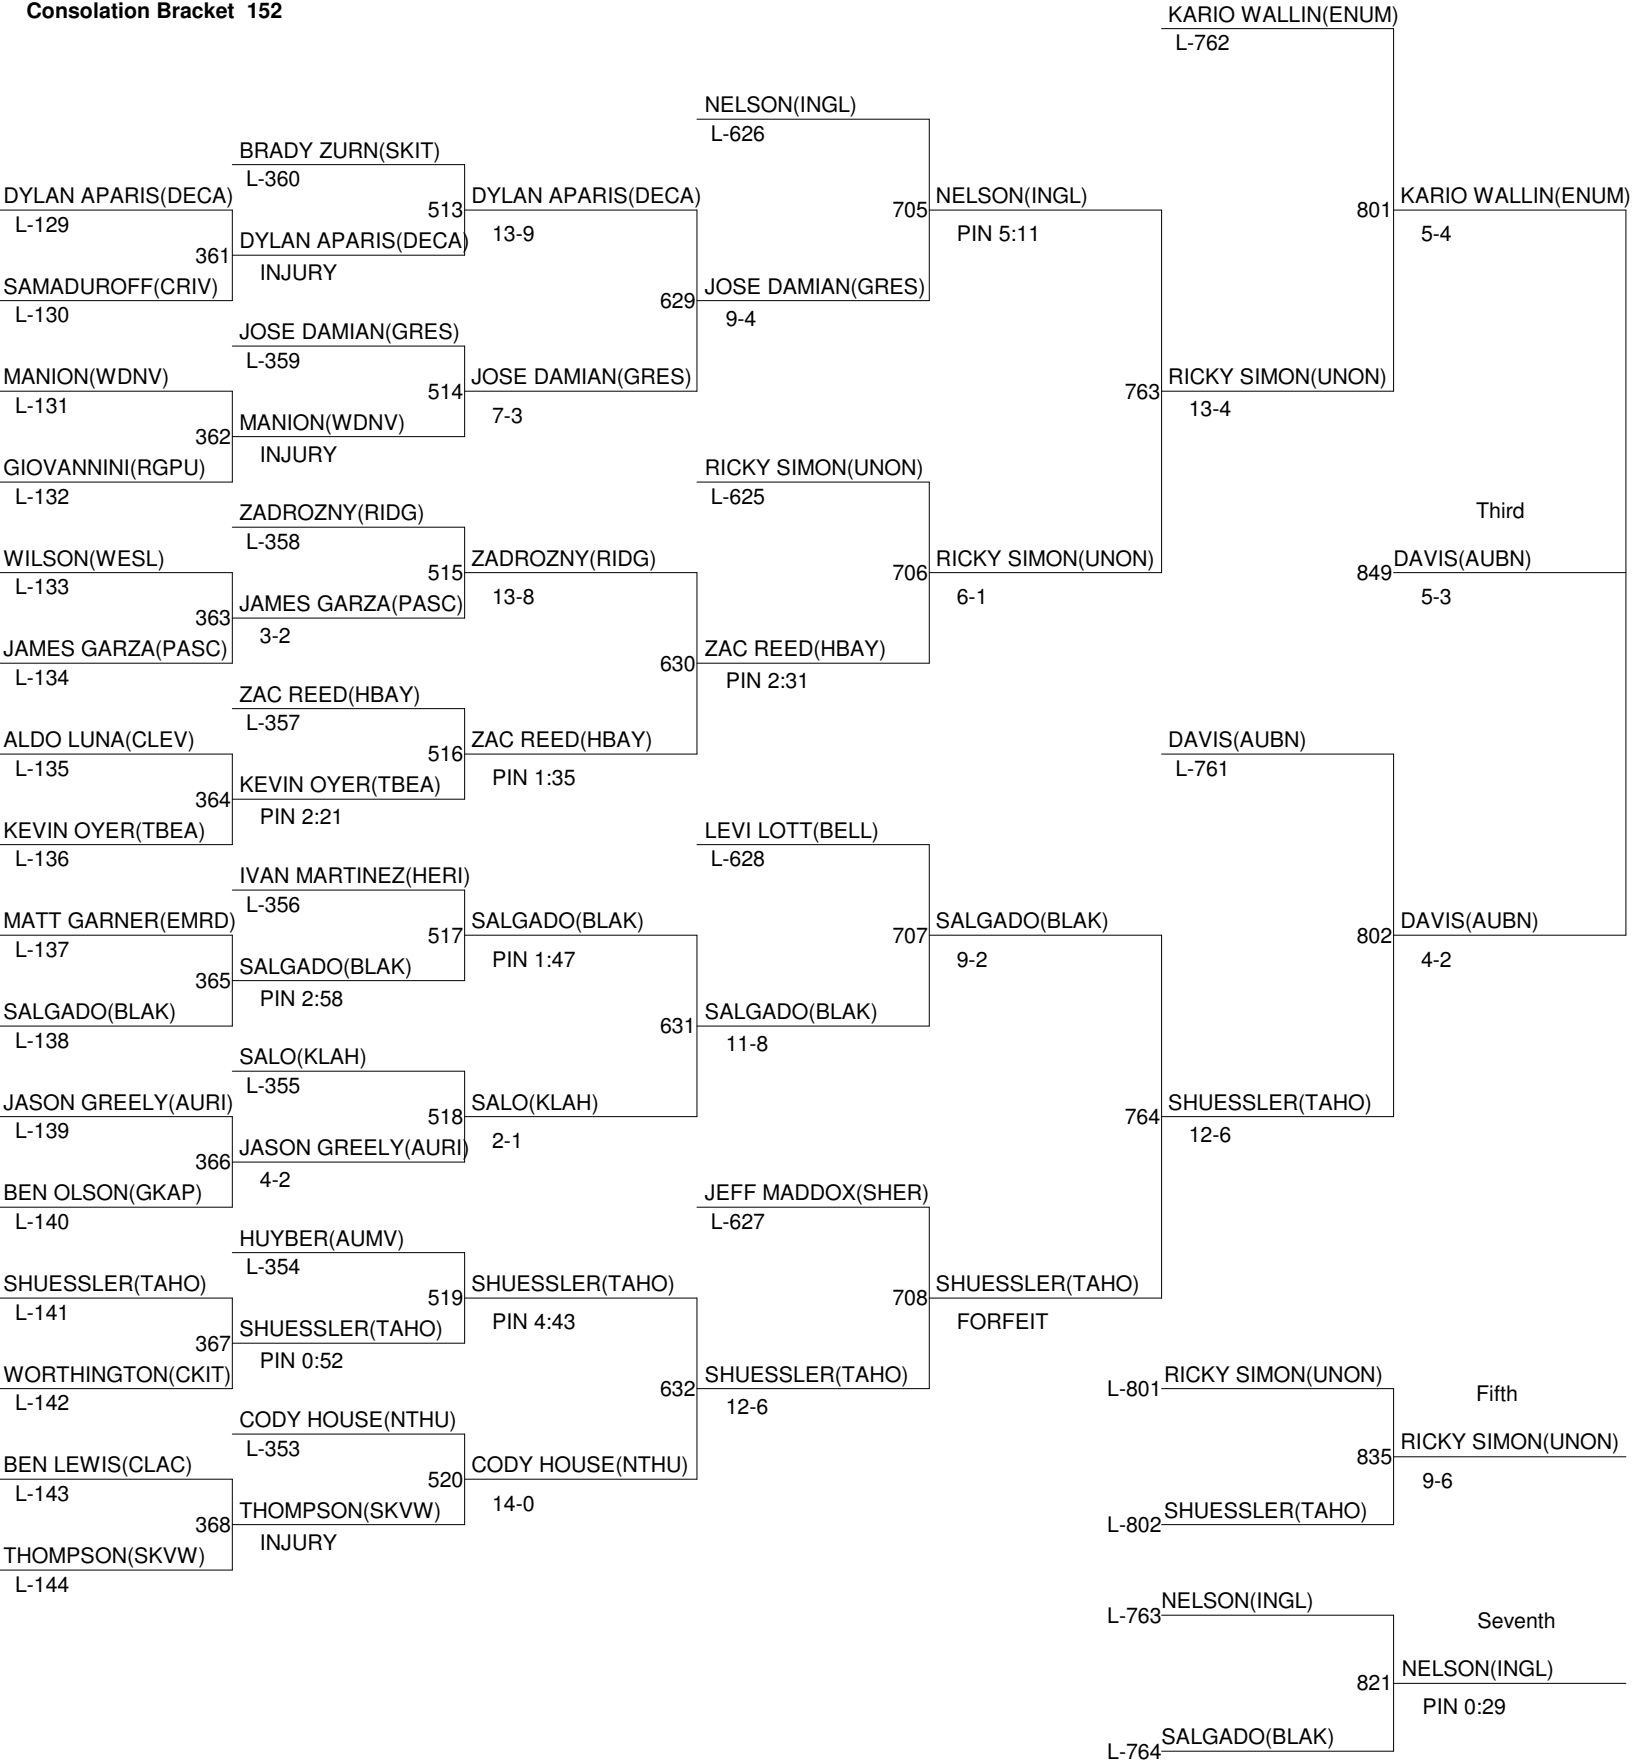 Consolation Bracket 152
KARIO WALLIN(ENUM)
L-762
NELSON(INGL)
L-626
BRADY ZURN(SKIT)
L-360
DYLAN APARIS(DECA)
L-129
513
DYLAN APARIS(DECA)
13-9
705
NELSON(INGL)
PIN 5:11
801
KARIO WALLIN(ENUM)
5-4
361
DYLAN APARIS(DECA)
INJURY
SAMADUROFF(CRIV)
L-130
629
JOSE DAMIAN(GRES)
9-4
JOSE DAMIAN(GRES)
L-359
MANION(WDNV)
L-131
514
JOSE DAMIAN(GRES)
7-3
763
RICKY SIMON(UNON)
13-4
362
MANION(WDNV)
INJURY
GIOVANNINI(RGPU)
L-132
RICKY SIMON(UNON)
L-625
ZADROZNY(RIDG)
L-358
Third
WILSON(WESL)
L-133
515
ZADROZNY(RIDG)
13-8
706
RICKY SIMON(UNON)
6-1
849
DAVIS(AUBN)
5-3
363
JAMES GARZA(PASC)
3-2
JAMES GARZA(PASC)
L-134
630
ZAC REED(HBAY)
PIN 2:31
ZAC REED(HBAY)
L-357
ALDO LUNA(CLEV)
L-135
516
ZAC REED(HBAY)
PIN 1:35
DAVIS(AUBN)
L-761
364
KEVIN OYER(TBEA)
PIN 2:21
KEVIN OYER(TBEA)
L-136
LEVI LOTT(BELL)
L-628
IVAN MARTINEZ(HERI)
L-356
MATT GARNER(EMRD)
L-137
517
SALGADO(BLAK)
PIN 1:47
707
SALGADO(BLAK)
9-2
802
DAVIS(AUBN)
4-2
365
SALGADO(BLAK)
PIN 2:58
SALGADO(BLAK)
L-138
631
SALGADO(BLAK)
11-8
SALO(KLAH)
L-355
JASON GREELY(AURI)
L-139
518
SALO(KLAH)
2-1
764
SHUESSLER(TAHO)
12-6
366
JASON GREELY(AURI)
4-2
BEN OLSON(GKAP)
L-140
JEFF MADDOX(SHER)
L-627
HUYBER(AUMV)
L-354
SHUESSLER(TAHO)
L-141
519
SHUESSLER(TAHO)
PIN 4:43
708
SHUESSLER(TAHO)
FORFEIT
367
SHUESSLER(TAHO)
PIN 0:52
WORTHINGTON(CKIT)
L-142
632
SHUESSLER(TAHO)
12-6
L-801
RICKY SIMON(UNON)
Fifth
CODY HOUSE(NTHU)
L-353
835
RICKY SIMON(UNON)
9-6
BEN LEWIS(CLAC)
L-143
520
CODY HOUSE(NTHU)
14-0
368
THOMPSON(SKVW)
INJURY
L-802
SHUESSLER(TAHO)
THOMPSON(SKVW)
L-144
L-763
NELSON(INGL)
Seventh
821
NELSON(INGL)
PIN 0:29
L-764
SALGADO(BLAK)